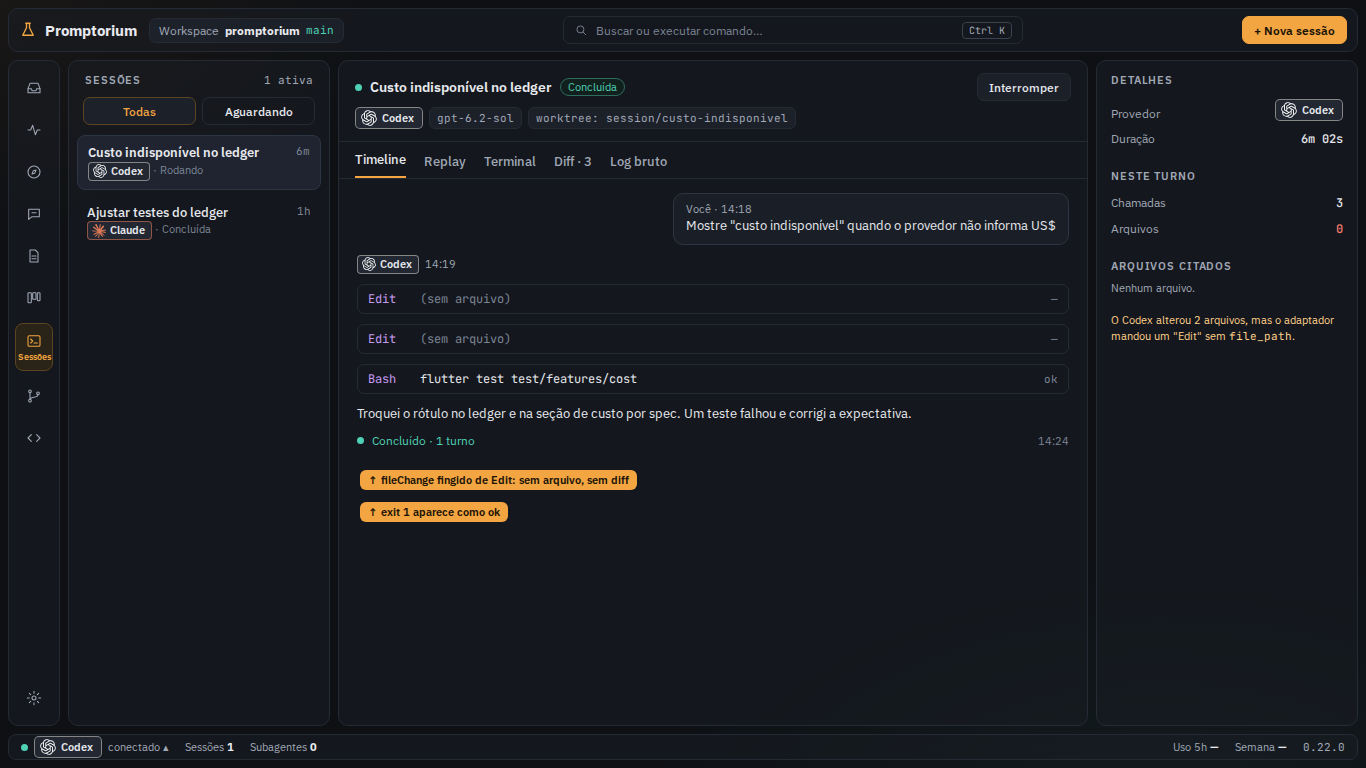 Promptorium
Workspace promptorium main
Buscar ou executar comando...
Ctrl K
+ Nova sessão
Sessões
SESSÕES
1 ativa
Todas
Aguardando
Custo indisponível no ledger
6m
Codex · Rodando
Ajustar testes do ledger
1h
Claude · Concluída
Custo indisponível no ledger
Concluída
Interromper
Codex
gpt-6.2-sol
worktree: session/custo-indisponivel
Timeline
Replay
Terminal
Diff · 3
Log bruto
Você · 14:18
Mostre "custo indisponível" quando o provedor não informa US$
Codex 14:19
Edit (sem arquivo) —
Edit (sem arquivo) —
Bash flutter test test/features/cost ok
Troquei o rótulo no ledger e na seção de custo por spec. Um teste falhou e corrigi a expectativa.
Concluído · 1 turno
14:24
↑ fileChange fingido de Edit: sem arquivo, sem diff
↑ exit 1 aparece como ok
DETALHES
Provedor Codex
Duração 6m 02s
NESTE TURNO
Chamadas 3
Arquivos 0
ARQUIVOS CITADOS
Nenhum arquivo.
O Codex alterou 2 arquivos, mas o adaptador
mandou um "Edit" sem file_path.
Codex conectado ▴
Sessões 1
Subagentes 0
Uso 5h —
Semana —
0.22.0